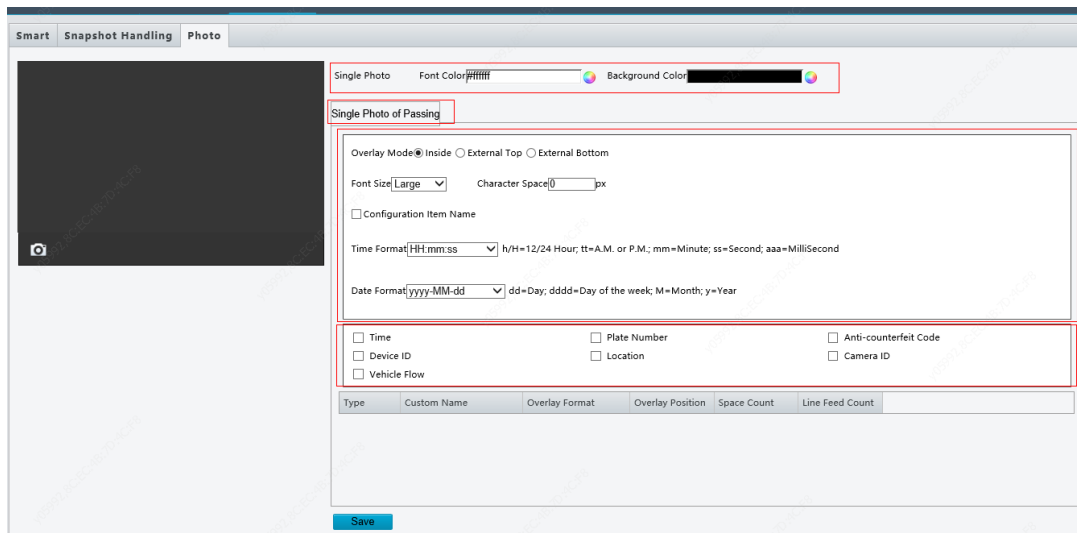 Smart Snapshot Handling Photo
Single Photo Font Color #ffffff Background Color
Single Photo of Passing
Overlay Mode Inside External Top External Bottom
Font Size Large Character Space 0 px
Configuration Item Name
Time Format HH:mm:ss h/H=12/24 Hour; tt=A.M. or P.M.; mm=Minute; ss=Second; aaa=MilliSecond
Date Format yyyy-MM-dd dd=Day; dddd=Day of the week; M=Month; y=Year
Time Plate Number Anti-counterfeit Code
Device ID Location Camera ID
Vehicle Flow
Type Custom Name Overlay Format Overlay Position Space Count Line Feed Count
Save